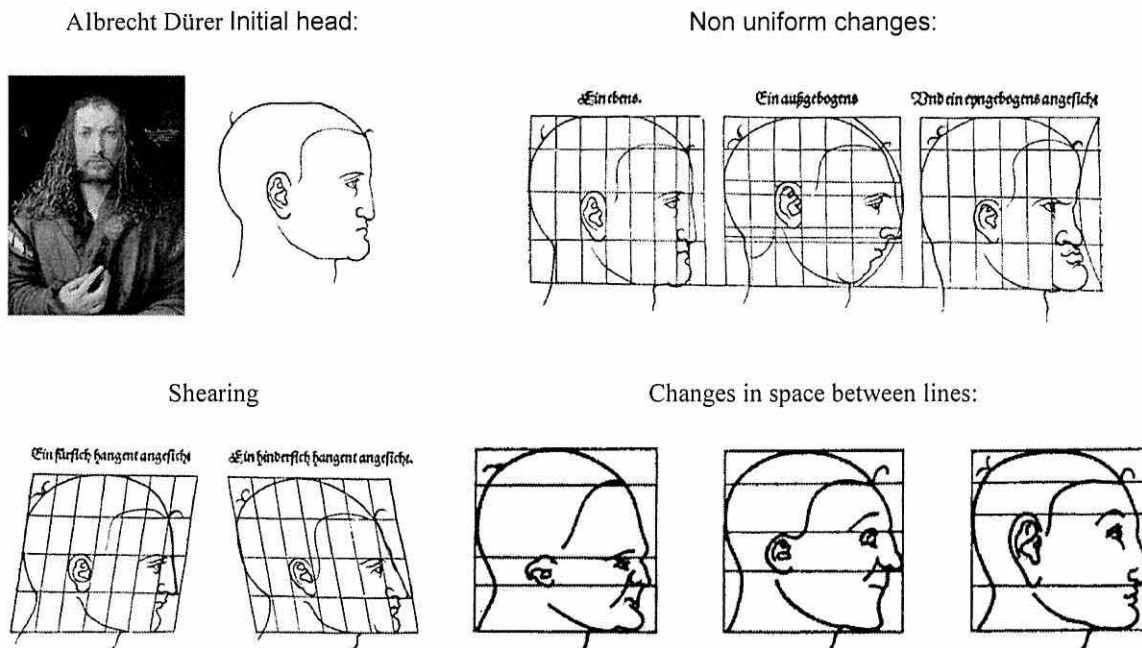 Albrecht Dürer Initial head:
Non uniform changes:
Ein ebens.
Ein außgebogens
Vnd ein eyngebogens angesicht
Shearing
Changes in space between lines:
Ein fürsich hangent angesicht
Ein hindersich hangent angesicht.